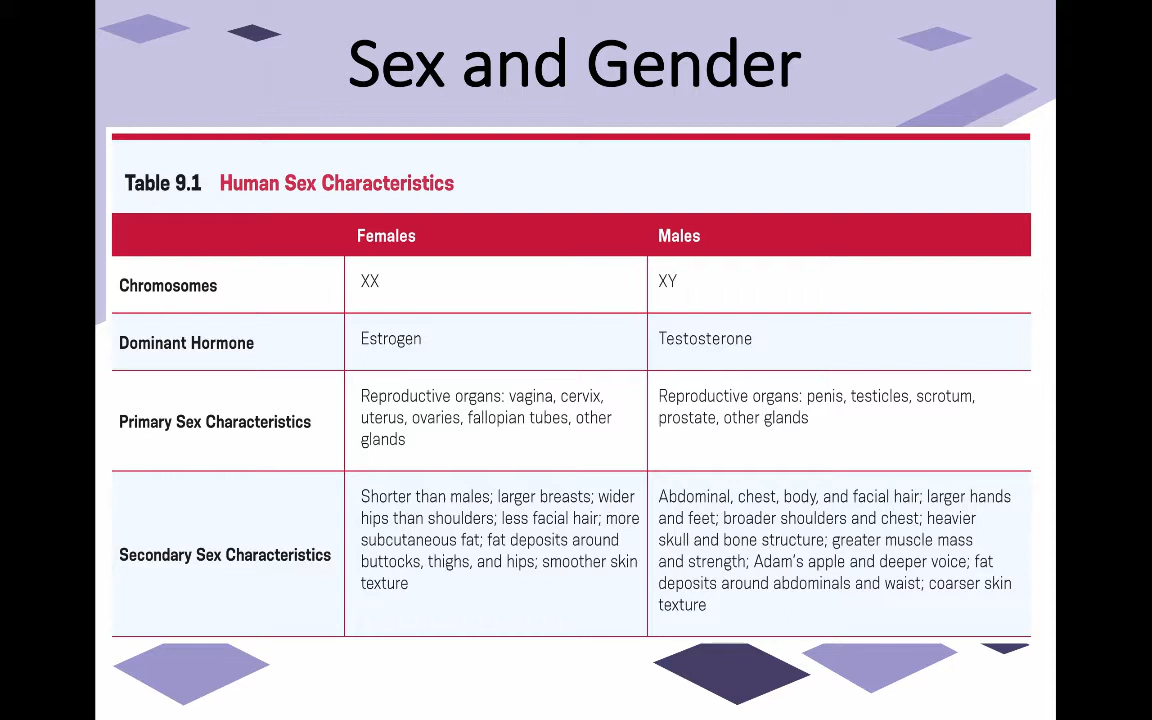 Sex and Gender
Table 9.1 Human Sex Characteristics
Females Males
Chromosomes XX XY
Dominant Hormone Estrogen Testosterone
Primary Sex Characteristics
Reproductive organs: vagina, cervix,
uterus, ovaries, fallopian tubes, other
glands
Reproductive organs: penis, testicles, scrotum,
prostate, other glands
Secondary Sex Characteristics
Shorter than males; larger breasts; wider
hips than shoulders; less facial hair; more
subcutaneous fat; fat deposits around
buttocks, thighs, and hips; smoother skin
texture
Abdominal, chest, body, and facial hair; larger hands
and feet; broader shoulders and chest; heavier
skull and bone structure; greater muscle mass
and strength; Adam's apple and deeper voice; fat
deposits around abdominals and waist; coarser skin
texture